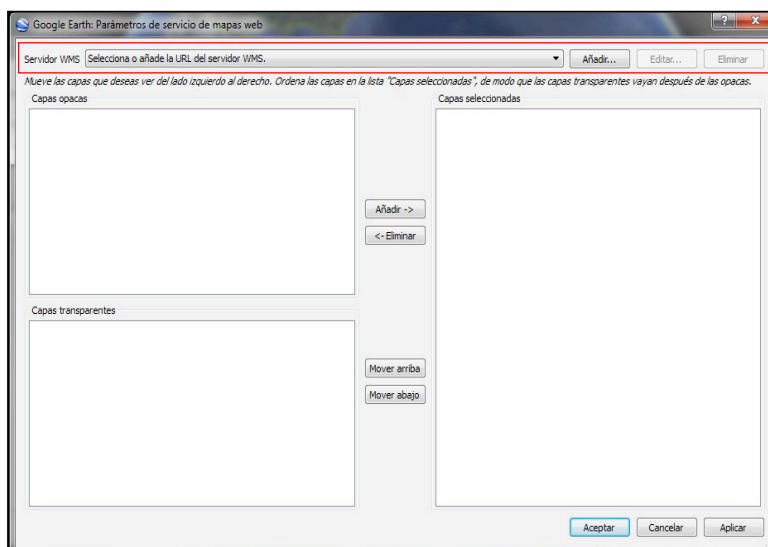 Google Earth: Parámetros de servicio de mapas web
Servidor WMS Selecciona o añade la URL del servidor WMS. Añadir... Editar... Eliminar
Mueve las capas que deseas ver del lado izquierdo al derecho. Ordena las capas en la lista "Capas seleccionadas", de modo que las capas transparentes vayan después de las opacas.
Capas opacas
Capas seleccionadas
Añadir ->
<- Eliminar
Capas transparentes
Mover arriba
Mover abajo
Aceptar Cancelar Aplicar